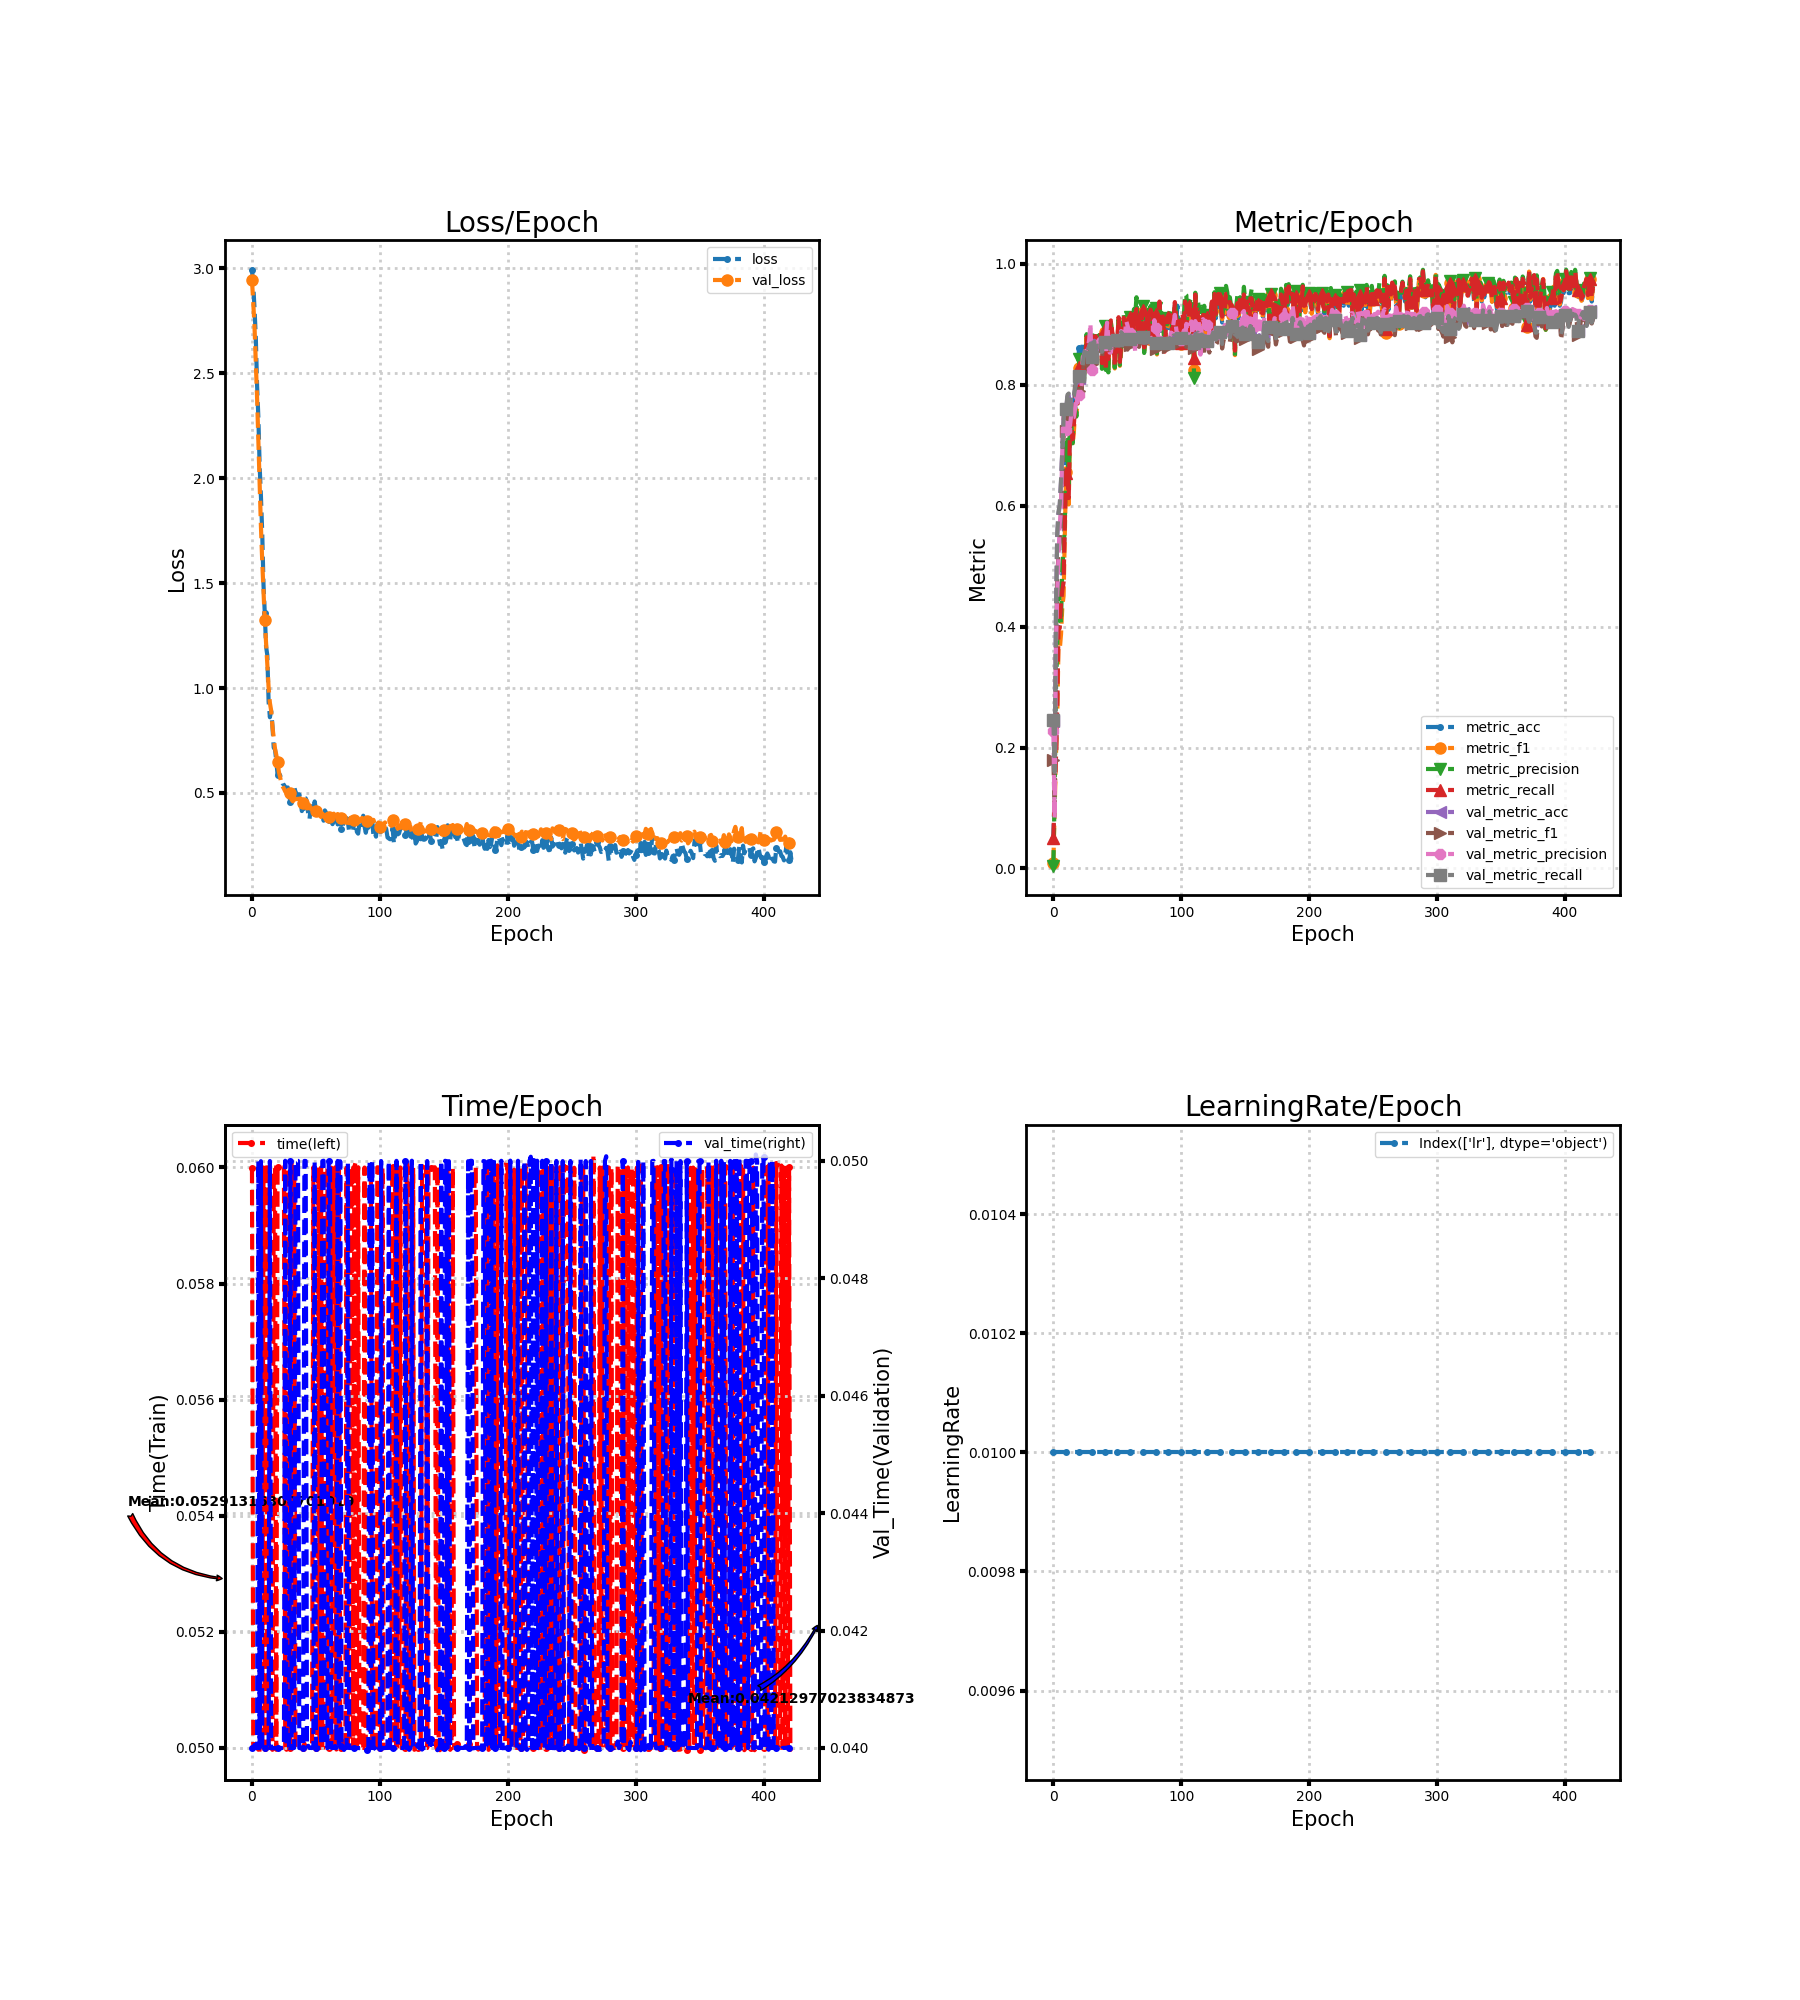 Loss/Epoch
Loss
3.0
2.5
2.0
1.5
1.0
0.5
0
100
200
300
400
Epoch
loss
val_loss
Metric/Epoch
Metric
1.0
0.8
0.6
0.4
0.2
0.0
0
100
200
300
400
Epoch
metric_acc
metric_f1
metric_precision
metric_recall
val_metric_acc
val_metric_f1
val_metric_precision
val_metric_recall
Time/Epoch
time(left)
val_time(right)
Time(Train)
0.060
0.058
0.056
0.054
0.052
0.050
0
100
200
300
400
Epoch
0.050
0.048
0.046
0.044
0.042
0.040
Val_Time(Validation)
Mean:0.04212977023834873
LearningRate/Epoch
Index(['lr'], dtype='object')
LearningRate
0.0104
0.0102
0.0100
0.0098
0.0096
0
100
200
300
400
Epoch